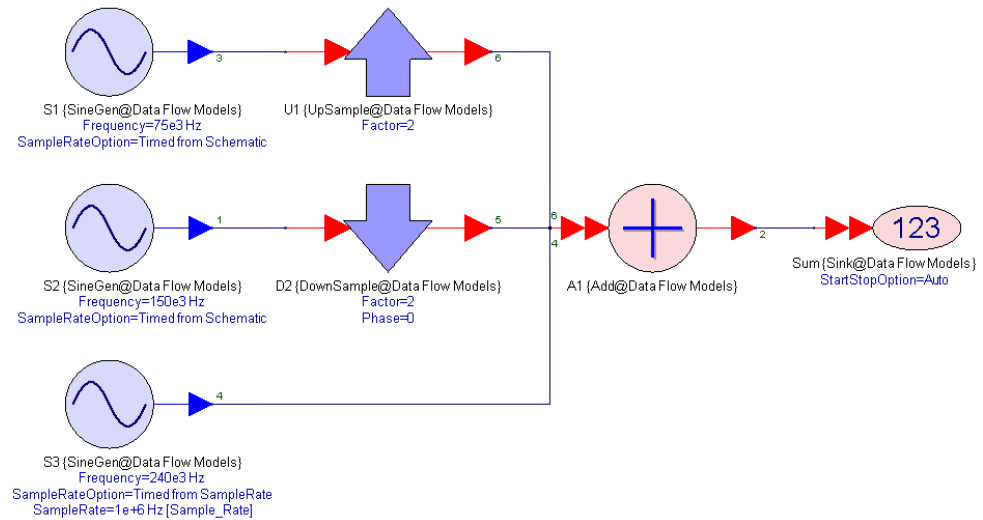 3
6
S1 {SineGen@Data Flow Models}
Frequency=75e3 Hz
SampleRateOption=Timed from Schematic
U1 {UpSample@Data Flow Models}
Factor=2
1
5
6
4
2
123
S2 {SineGen@Data Flow Models}
Frequency=150e3 Hz
SampleRateOption=Timed from Schematic
D2 {DownSample@Data Flow Models}
Factor=2
Phase=0
A1 {Add@Data Flow Models}
Sum {Sink@Data Flow Models}
StartStopOption=Auto
4
S3 {SineGen@Data Flow Models}
Frequency=240e3 Hz
SampleRateOption=Timed from SampleRate
SampleRate=1e+6 Hz [Sample_Rate]